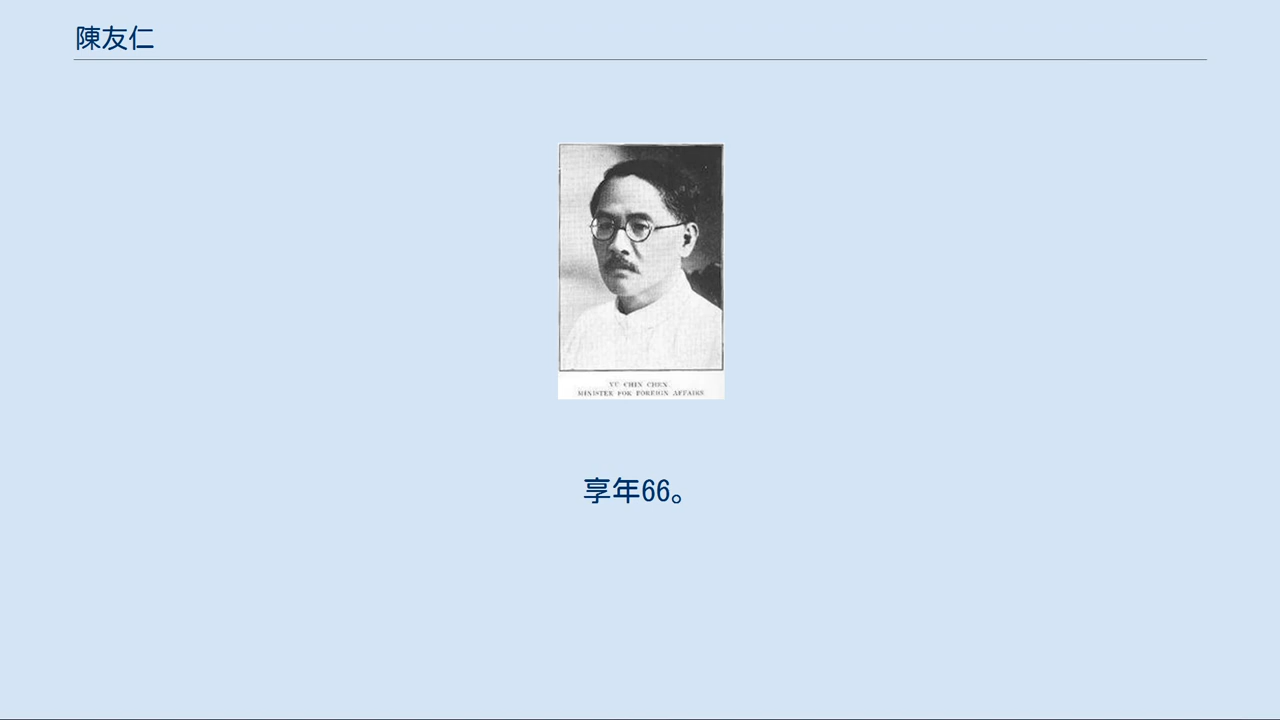 陳友仁
YU CHIN CHEN
MINISTER FOR FOREIGN AFFAIRS
享年66。